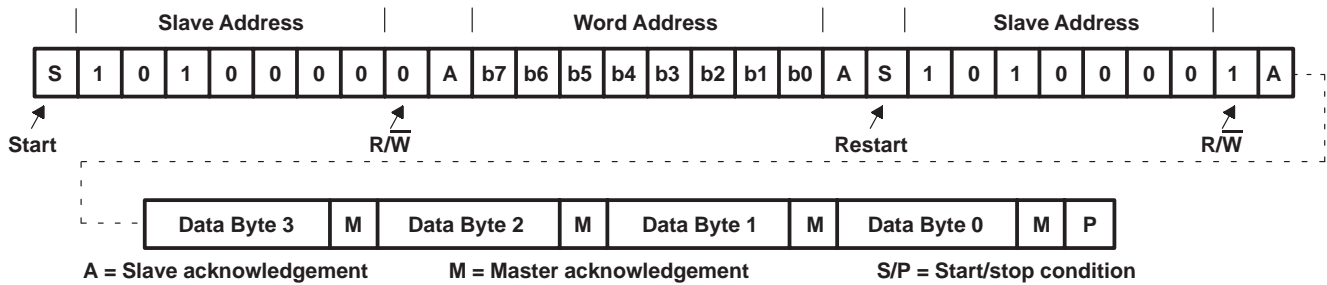 Slave Address Word Address Slave Address
S 1 0 1 0 0 0 0 0 A b7 b6 b5 b4 b3 b2 b1 b0 A S 1 0 1 0 0 0 0 1 A
Start R/W̅ Restart R/W̅
Data Byte 3 M Data Byte 2 M Data Byte 1 M Data Byte 0 M P
A = Slave acknowledgement M = Master acknowledgement S/P = Start/stop condition